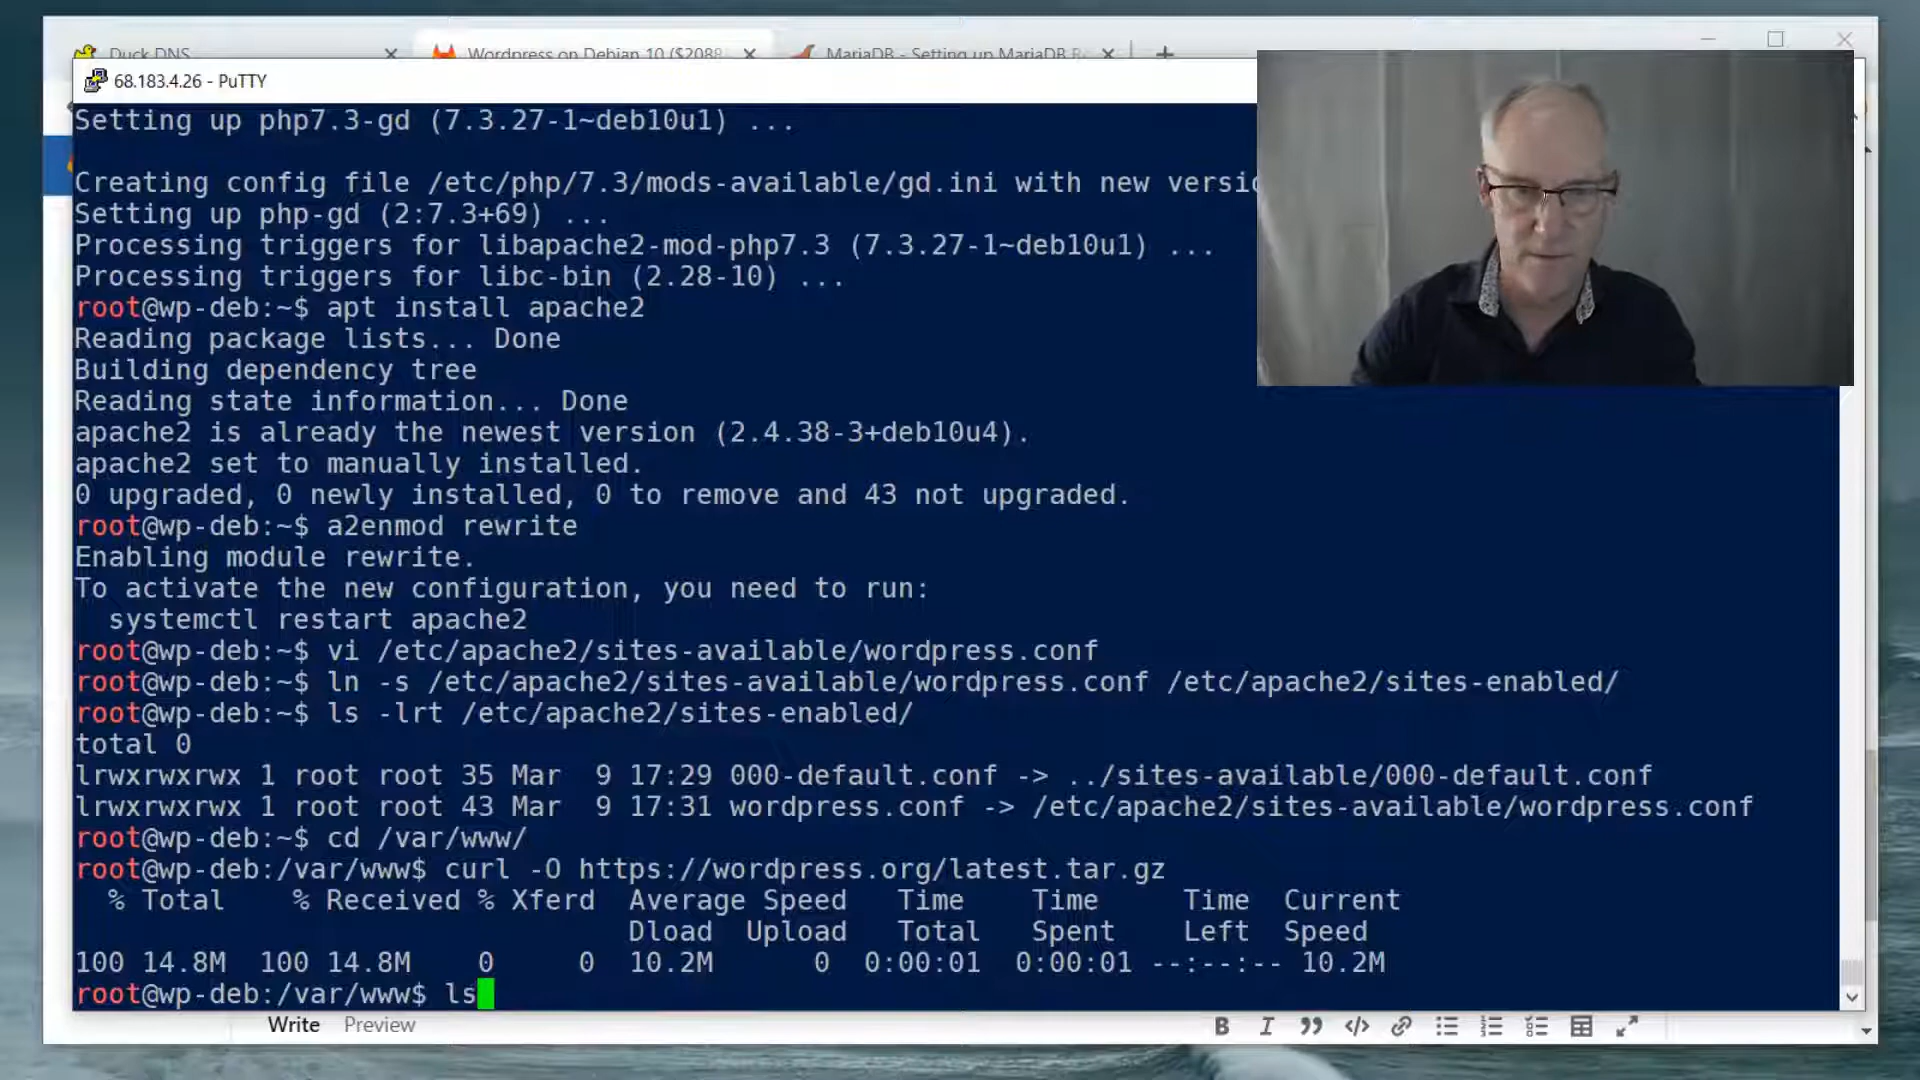 Duck DNS
Wordpress on Debian 10 ($2088
MariaDB - Setting up MariaDB Re
68.183.4.26 - PuTTY
Setting up php7.3-gd (7.3.27-1~deb10u1) ...
Creating config file /etc/php/7.3/mods-available/gd.ini with new versio
Setting up php-gd (2:7.3+69) ...
Processing triggers for libapache2-mod-php7.3 (7.3.27-1~deb10u1) ...
Processing triggers for libc-bin (2.28-10) ...
root@wp-deb:~$ apt install apache2
Reading package lists... Done
Building dependency tree
Reading state information... Done
apache2 is already the newest version (2.4.38-3+deb10u4).
apache2 set to manually installed.
0 upgraded, 0 newly installed, 0 to remove and 43 not upgraded.
root@wp-deb:~$ a2enmod rewrite
Enabling module rewrite.
To activate the new configuration, you need to run:
  systemctl restart apache2
root@wp-deb:~$ vi /etc/apache2/sites-available/wordpress.conf
root@wp-deb:~$ ln -s /etc/apache2/sites-available/wordpress.conf /etc/apache2/sites-enabled/
root@wp-deb:~$ ls -lrt /etc/apache2/sites-enabled/
total 0
lrwxrwxrwx 1 root root 35 Mar  9 17:29 000-default.conf -> ../sites-available/000-default.conf
lrwxrwxrwx 1 root root 43 Mar  9 17:31 wordpress.conf -> /etc/apache2/sites-available/wordpress.conf
root@wp-deb:~$ cd /var/www/
root@wp-deb:/var/www$ curl -O https://wordpress.org/latest.tar.gz
  % Total    % Received % Xferd  Average Speed   Time    Time     Time  Current
                                 Dload  Upload   Total   Spent    Left  Speed
100 14.8M  100 14.8M    0     0  10.2M      0  0:00:01  0:00:01 --:--:-- 10.2M
root@wp-deb:/var/www$ ls
Write Preview